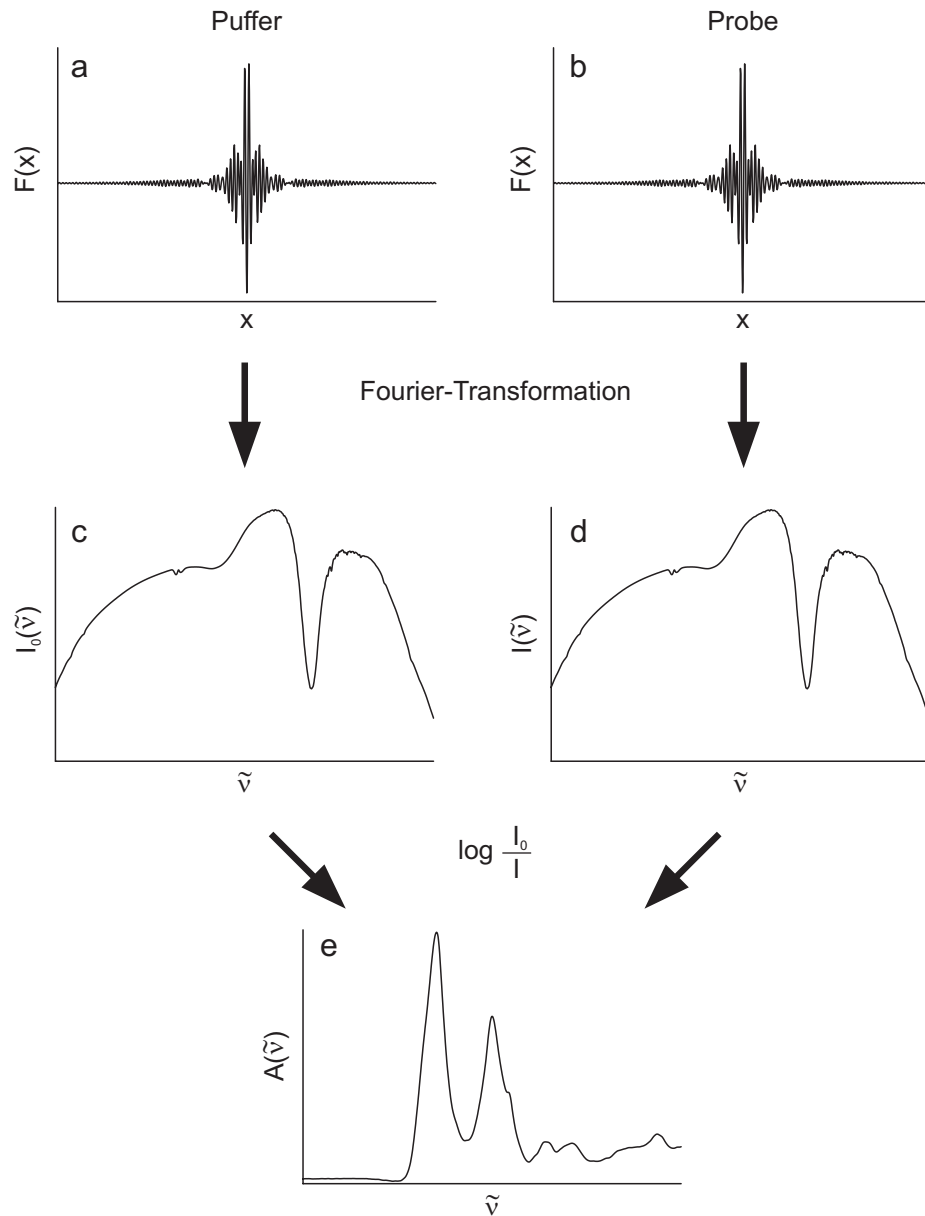 Puffer
Probe
a
b
F(x)
F(x)
x
x
Fourier-Transformation
c
d
I₀(ṽ)
I(ṽ)
ṽ
ṽ
log I₀/I
e
A(ṽ)
ṽ